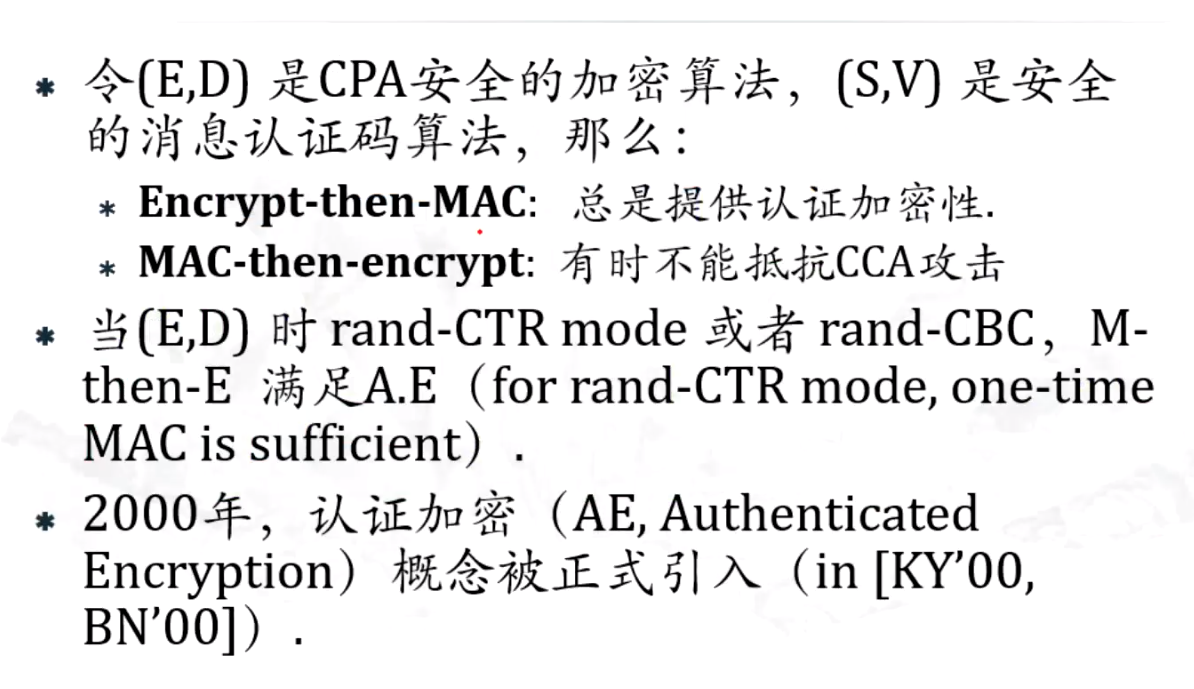 * 令(E,D) 是CPA安全的加密算法，(S,V) 是安全
的消息认证码算法，那么：
* Encrypt-then-MAC: 总是提供认证加密性.
* MAC-then-encrypt: 有时不能抵抗CCA攻击
* 当(E,D) 时 rand-CTR mode 或者 rand-CBC，M-
then-E 满足A.E（for rand-CTR mode, one-time
MAC is sufficient）.
* 2000年，认证加密（AE, Authenticated
Encryption）概念被正式引入（in [KY’00,
BN’00]）.